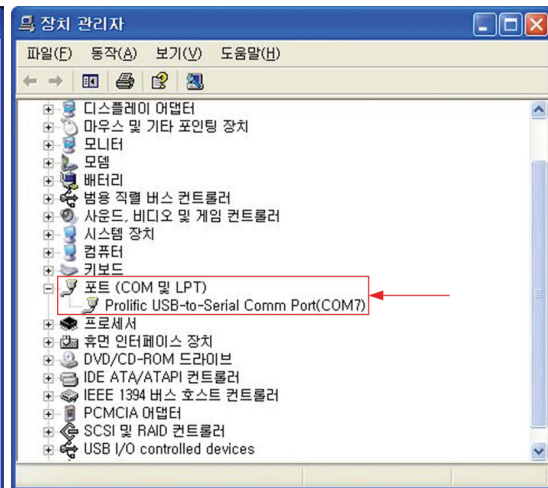 장치 관리자
파일(F) 동작(A) 보기(V) 도움말(H)
디스플레이 어댑터
마우스 및 기타 포인팅 장치
모니터
모뎀
배터리
범용 직렬 버스 컨트롤러
사운드, 비디오 및 게임 컨트롤러
시스템 장치
컴퓨터
키보드
포트 (COM 및 LPT)
Prolific USB-to-Serial Comm Port(COM7)
프로세서
휴먼 인터페이스 장치
DVD/CD-ROM 드라이브
IDE ATA/ATAPI 컨트롤러
IEEE 1394 버스 호스트 컨트롤러
PCMCIA 어댑터
SCSI 및 RAID 컨트롤러
USB I/O controlled devices